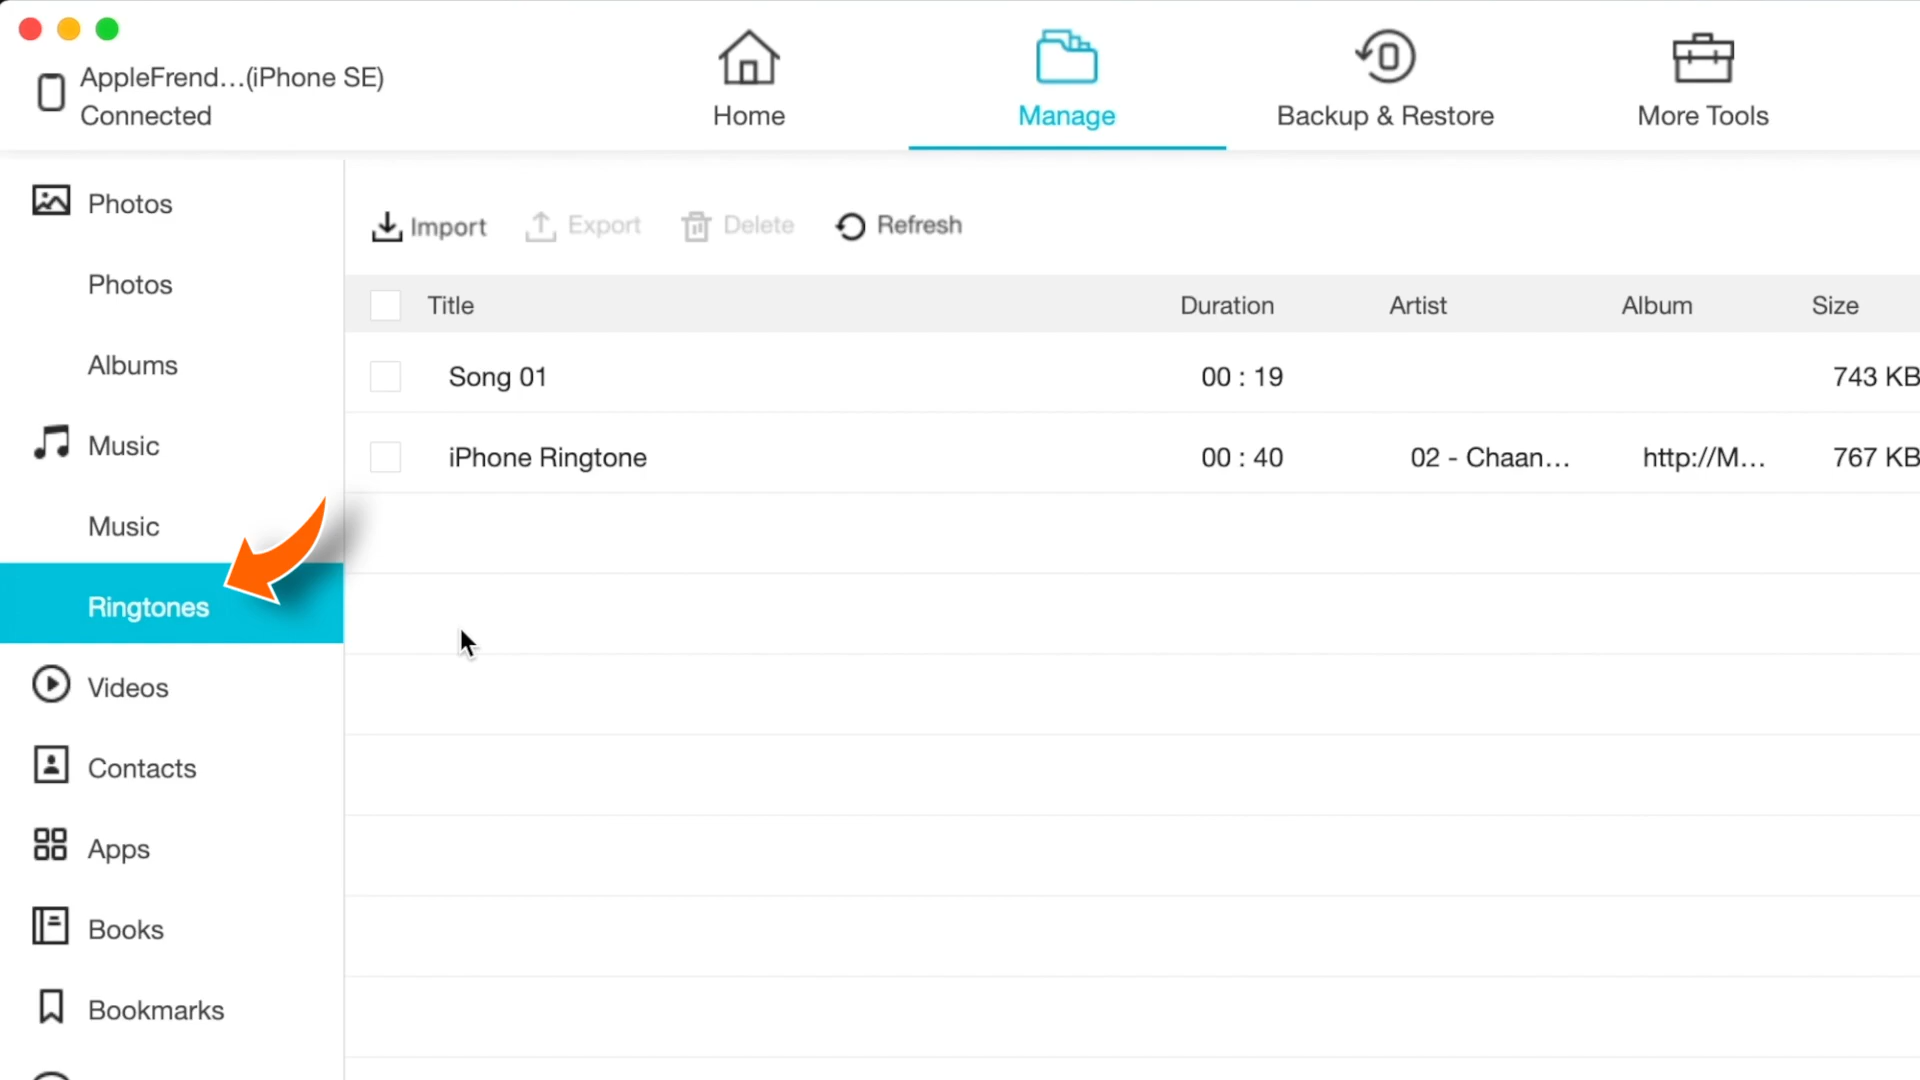 AppleFrend...(iPhone SE)
Connected
Home
Manage
Backup & Restore
More Tools
Photos
Photos
Albums
Music
Music
Ringtones
Videos
Contacts
Apps
Books
Bookmarks
Import Export Delete Refresh
Title Duration Artist Album Size
Song 01 00 : 19 743 KB
iPhone Ringtone 00 : 40 02 - Chaan... http://M... 767 KB